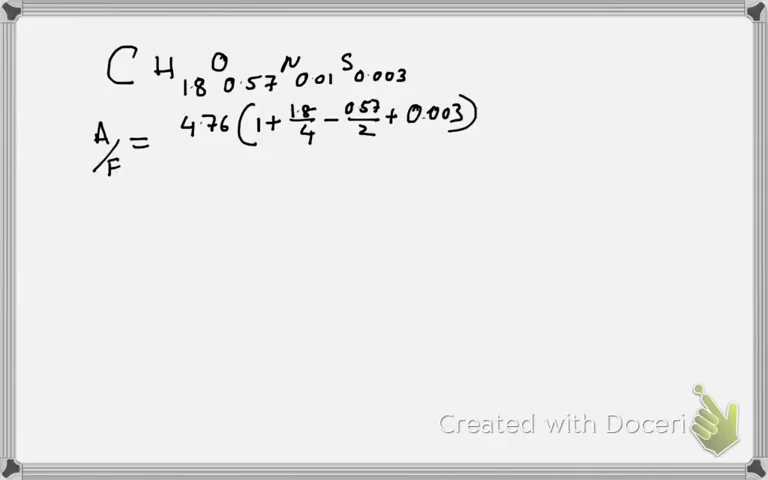 C H₁.₈ O₀.₅₇ N₀.₀₁ S₀.₀₀₃
A/F = 4.76 (1 + 1.8/4 − 0.57/2 + 0.003)
Created with Doceri